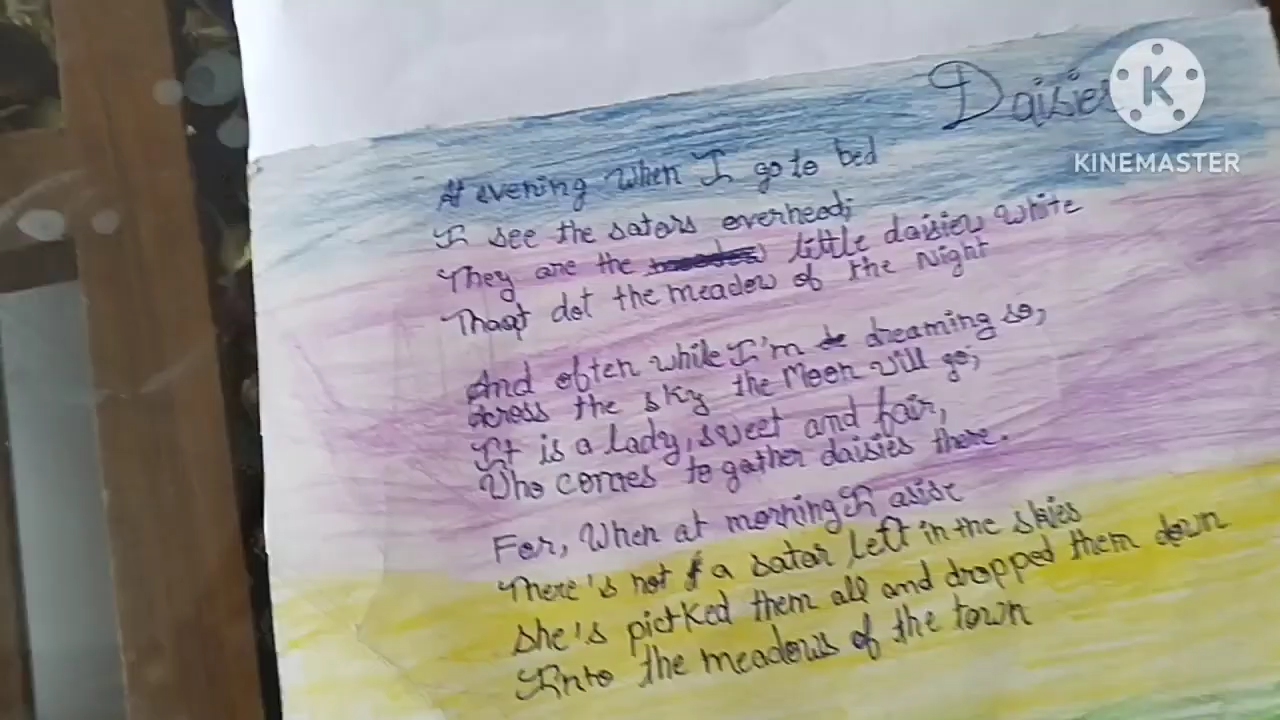 Daisies
KINEMASTER
At evening when I go to bed
I see the satars overhead;
They are the little daisies white
Thaqt dot the meadow of the Night
And often while I'm dreaming so,
Across the sky the Moon will go;
It is a lady, sweet and fair,
Who comes to gather daisies there.
For, When at morning I asise
There's not a satar left in the skies
She's pictked them all and dropped them down
Into the meadows of the town